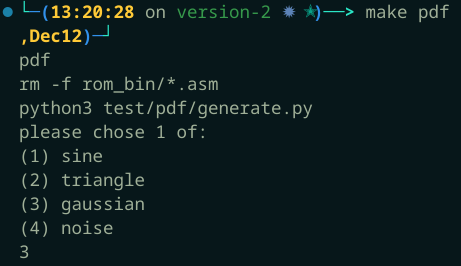 └─(13:20:28 on version-2 ✹ ✭)──> make pdf
,Dec12)─┘
pdf
rm -f rom_bin/*.asm
python3 test/pdf/generate.py
please chose 1 of:
(1) sine
(2) triangle
(3) gaussian
(4) noise
3